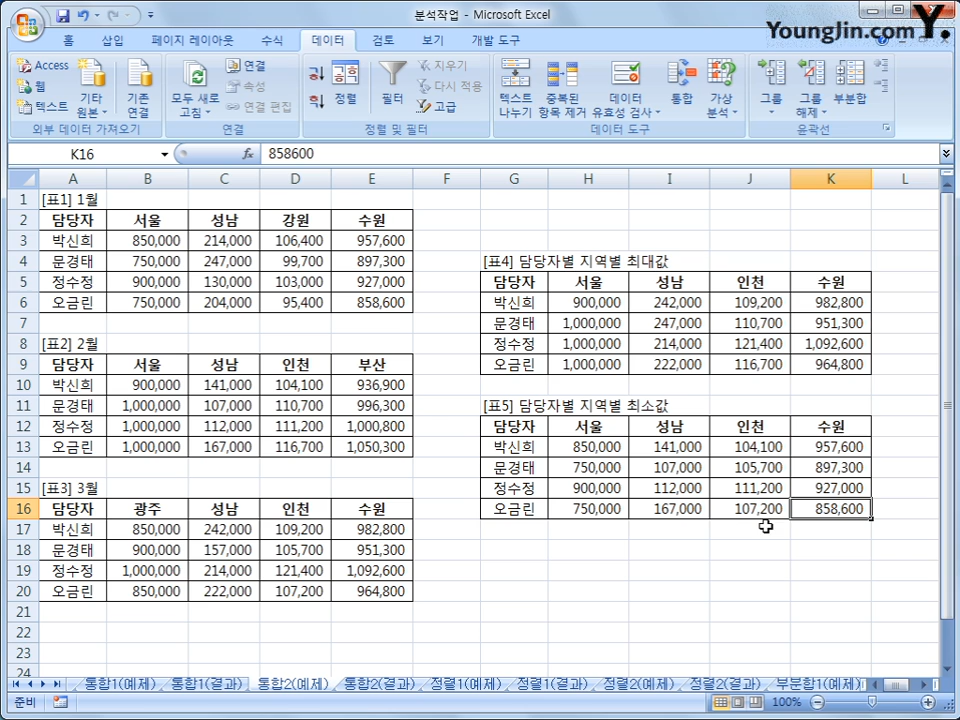 분석작업 - Microsoft Excel
YoungJin.com Y.
홈 삽입 페이지 레이아웃 수식 데이터 검토 보기 개발 도구
Access
웹
텍스트
기타 원본
기존 연결
모두 새로 고침
연결
속성
연결 편집
정렬
필터
지우기
다시 적용
고급
텍스트 나누기
중복된 항목 제거
데이터 유효성 검사
통합
가상 분석
그룹
그룹 해제
부분합
외부 데이터 가져오기 연결 정렬 및 필터 데이터 도구 윤곽선
K16 fx 858600
A B C D E F G H I J K L
1 [표1] 1월
2 담당자 서울 성남 강원 수원
3 박신희 850,000 214,000 106,400 957,600
4 문경태 750,000 247,000 99,700 897,300 [표4] 담당자별 지역별 최대값
5 정수정 900,000 130,000 103,000 927,000 담당자 서울 성남 인천 수원
6 오금린 750,000 204,000 95,400 858,600 박신희 900,000 242,000 109,200 982,800
7 문경태 1,000,000 247,000 110,700 951,300
8 [표2] 2월 정수정 1,000,000 214,000 121,400 1,092,600
9 담당자 서울 성남 인천 부산 오금린 1,000,000 222,000 116,700 964,800
10 박신희 900,000 141,000 104,100 936,900
11 문경태 1,000,000 107,000 110,700 996,300 [표5] 담당자별 지역별 최소값
12 정수정 1,000,000 112,000 111,200 1,000,800 담당자 서울 성남 인천 수원
13 오금린 1,000,000 167,000 116,700 1,050,300 박신희 850,000 141,000 104,100 957,600
14 문경태 750,000 107,000 105,700 897,300
15 [표3] 3월 정수정 900,000 112,000 111,200 927,000
16 담당자 광주 성남 인천 수원 오금린 750,000 167,000 107,200 858,600
17 박신희 850,000 242,000 109,200 982,800
18 문경태 900,000 157,000 105,700 951,300
19 정수정 1,000,000 214,000 121,400 1,092,600
20 오금린 850,000 222,000 107,200 964,800
21
22
23
24
통합1(예제) 통합1(결과) 통합2(예제) 통합2(결과) 정렬1(예제) 정렬1(결과) 정렬2(예제) 정렬2(결과) 부분합1(예제)
준비 100%